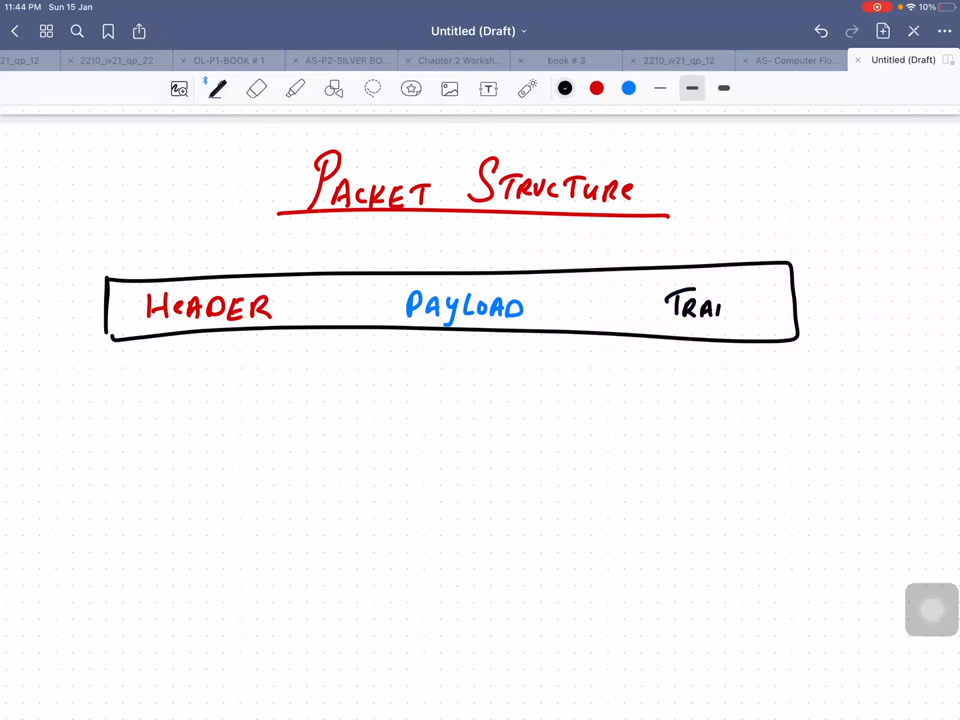 11:44 PM Sun 15 Jan
10%
Untitled (Draft)
21_qp_12
2210_w21_qp_22
OL-P1-BOOK # 1
AS-P2-SILVER BO...
Chapter 2 Worksh...
book # 3
2210_w21_qp_12
AS- Computer Flo...
Untitled (Draft)
T
PACKET STRUCTURE
HEADER PAYLOAD TRAI